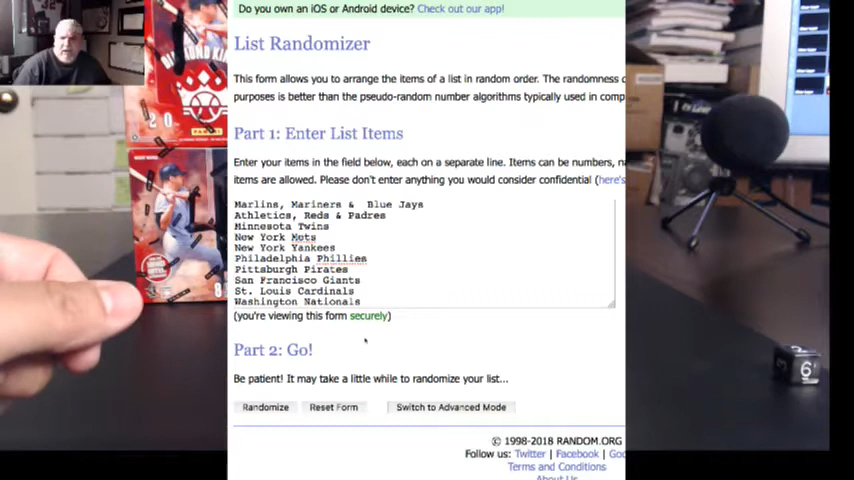 Do you own an iOS or Android device? Check out our app!
List Randomizer
This form allows you to arrange the items of a list in random order. The randomness
purposes is better than the pseudo-random number algorithms typically used in
Part 1: Enter List Items
Enter your items in the field below, each on a separate line. Items can be numbers,
items are allowed. Please don't enter anything you would consider confidential (here's
Marlins, Mariners & Blue Jays
Athletics, Reds & Padres
Minnesota Twins
New York Mets
New York Yankees
Philadelphia Phillies
Pittsburgh Pirates
San Francisco Giants
St. Louis Cardinals
Washington Nationals
(you're viewing this form securely)
Part 2: Go!
Be patient! It may take a little while to randomize your list...
Randomize Reset Form Switch to Advanced Mode
© 1998-2018 RANDOM.ORG
Follow us: Twitter | Facebook |
Terms and Conditions
About Us
20
PANINI
8
6